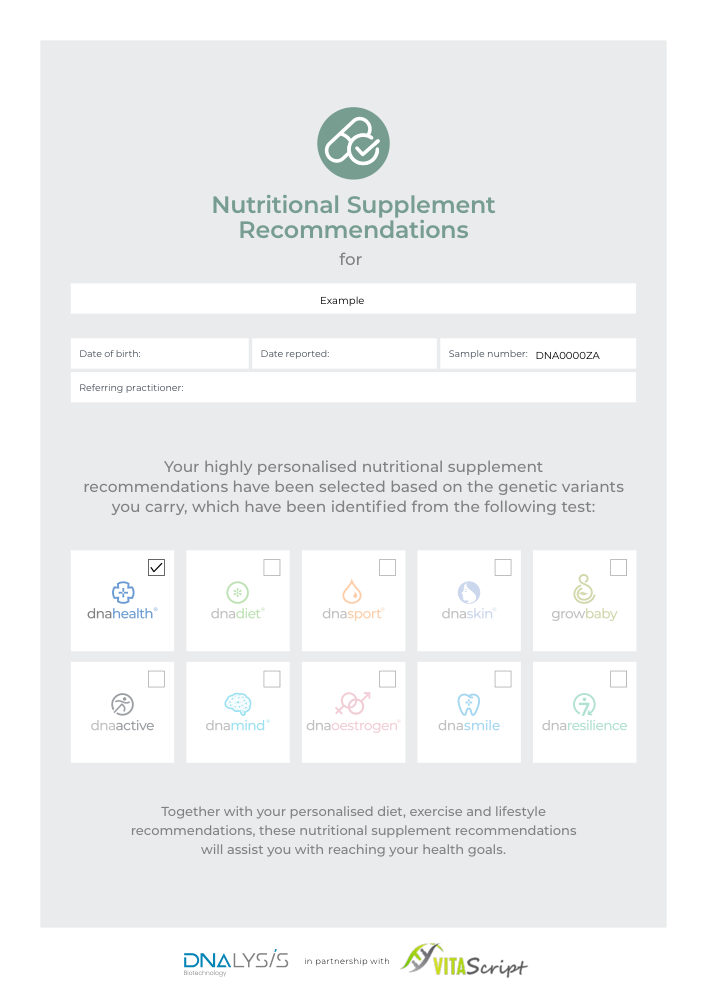 Nutritional Supplement
Recommendations
for
Example
Date of birth:
Date reported:
Sample number: DNA0000ZA
Referring practitioner:
Your highly personalised nutritional supplement
recommendations have been selected based on the genetic variants
you carry, which have been identified from the following test:
dnahealth®
dnadiet®
dnasport®
dnaskin®
growbaby
dnaactive
dnamind®
dnaoestrogen®
dnasmile
dnaresilience
Together with your personalised diet, exercise and lifestyle
recommendations, these nutritional supplement recommendations
will assist you with reaching your health goals.
DNALYSIS
Biotechnology
in partnership with
VITAScript